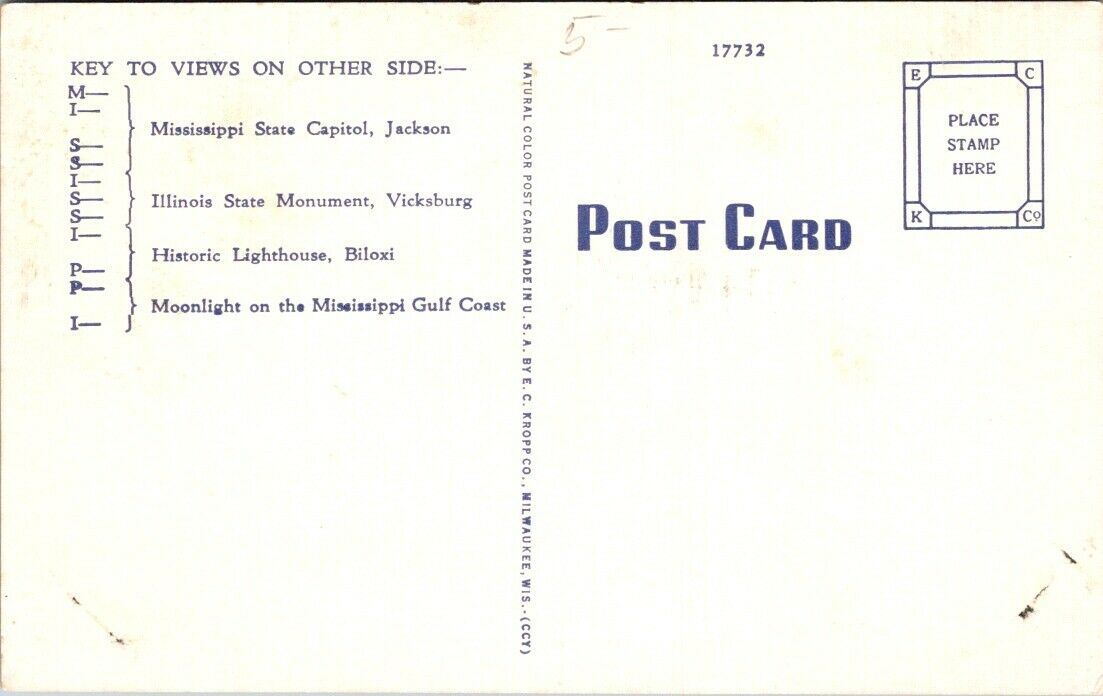 5-
17732
KEY TO VIEWS ON OTHER SIDE:—
M—
I—
Mississippi State Capitol, Jackson
S—
S—
I—
Illinois State Monument, Vicksburg
S—
S—
I—
Historic Lighthouse, Biloxi
P—
P—
Moonlight on the Mississippi Gulf Coast
I—
NATURAL COLOR POST CARD MADE IN U. S. A. BY E. C. KROPP CO., MILWAUKEE, WIS.-(CCY)
POST CARD
E C
PLACE
STAMP
HERE
K Co